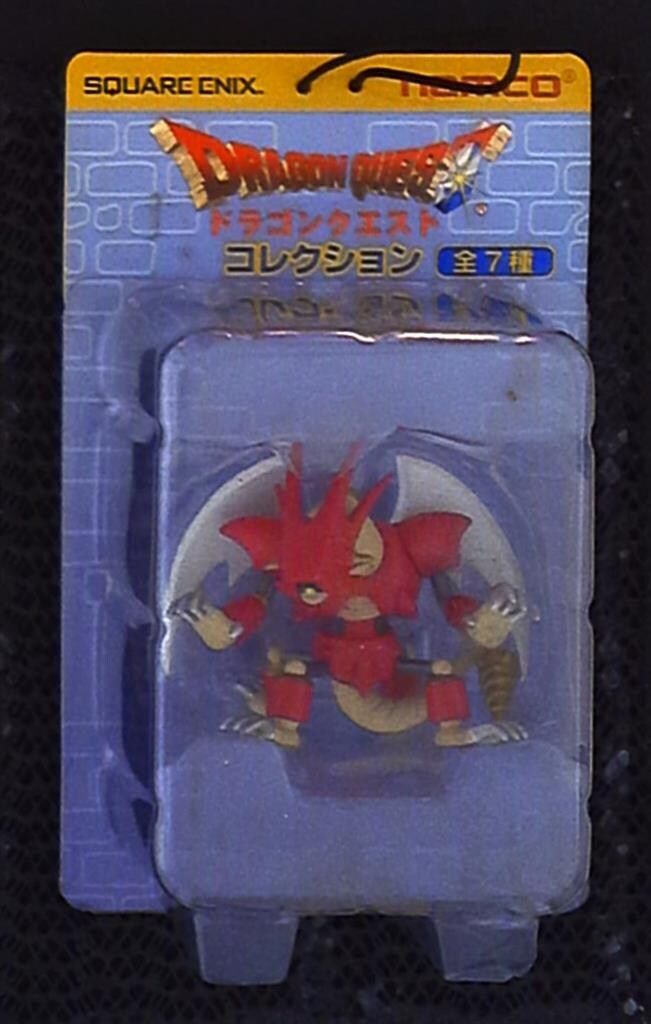 SQUARE ENIX™ namco®
DRAGON QUEST
ドラゴンクエスト
コレクション 全7種